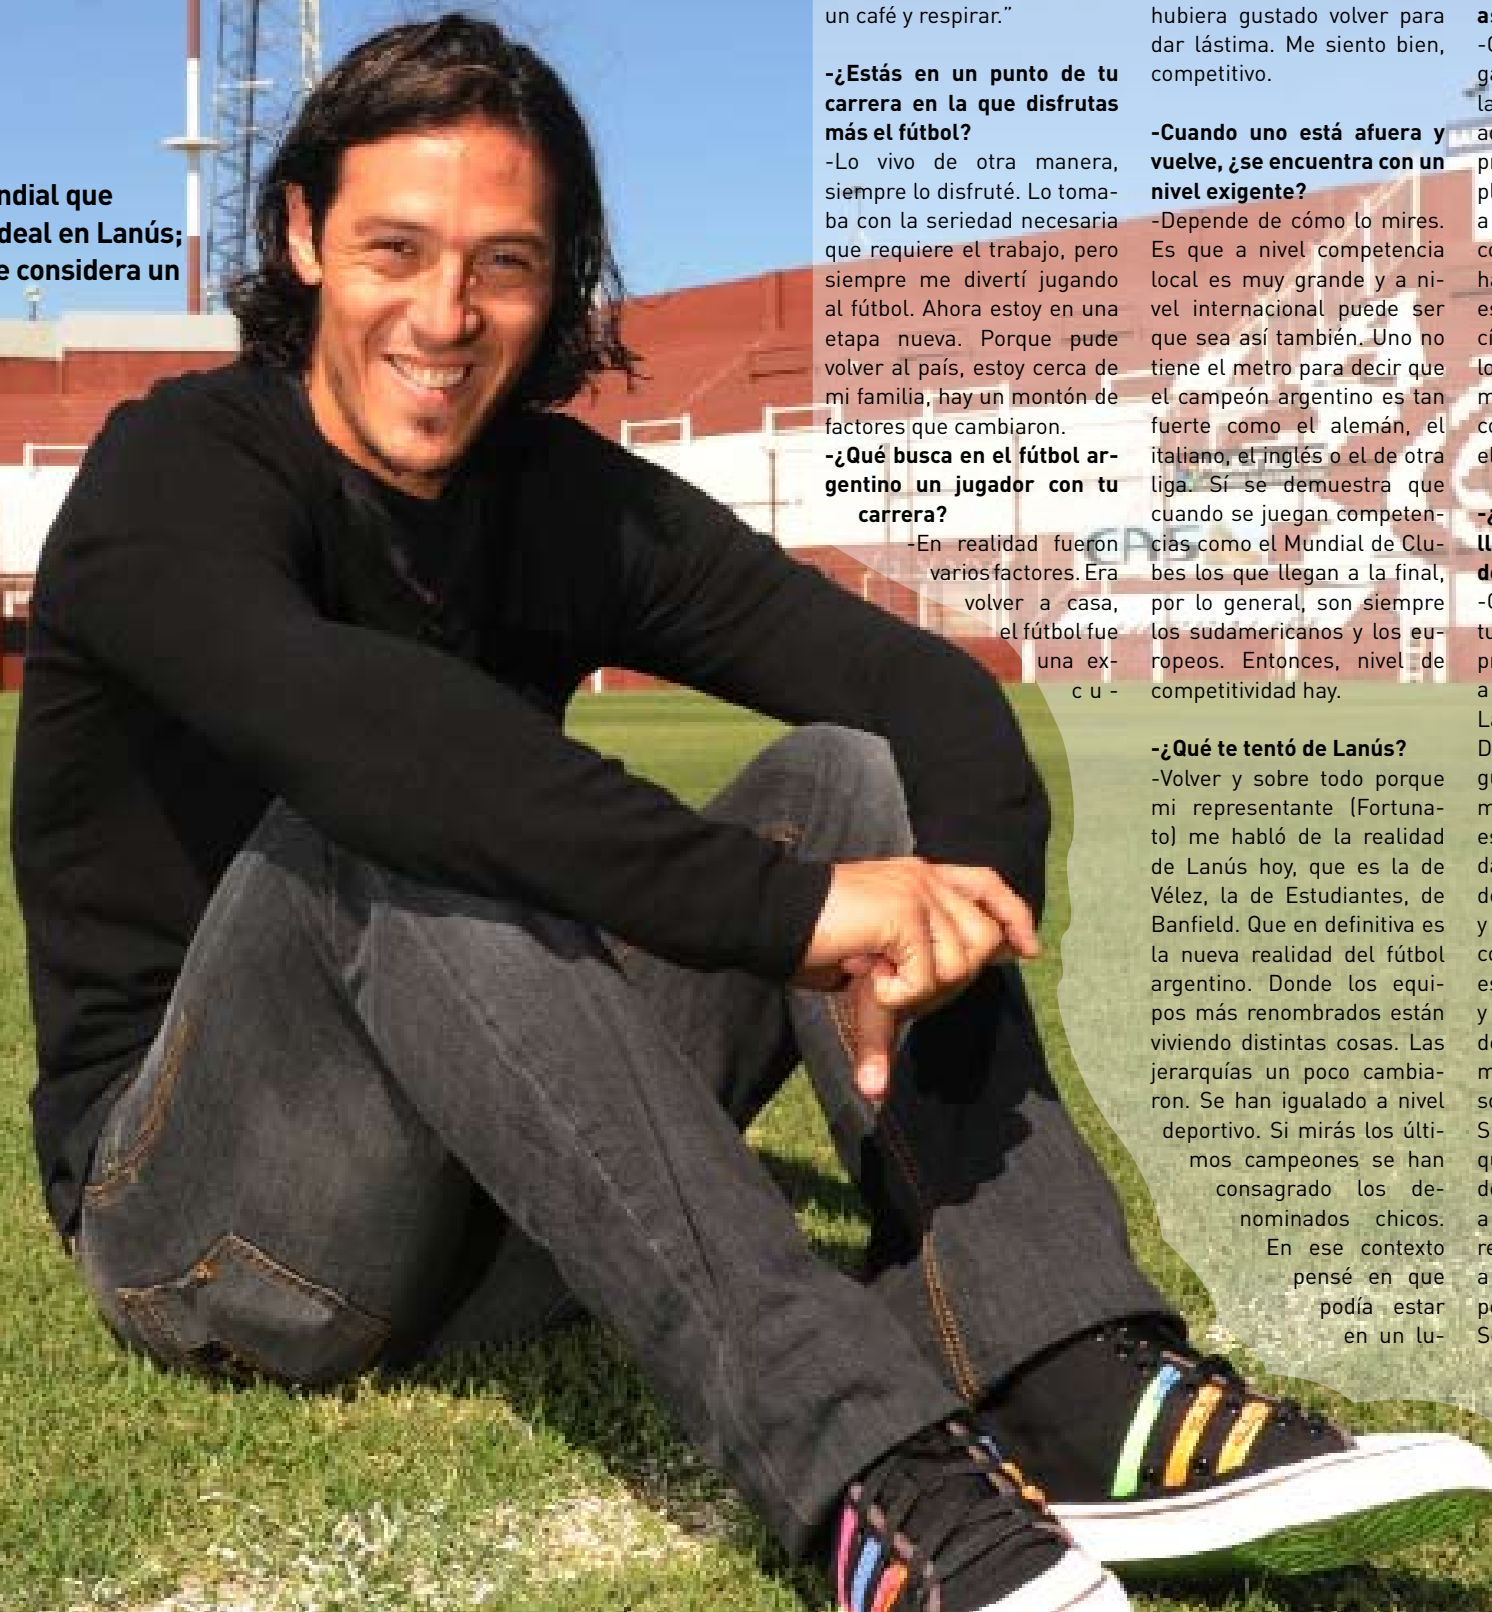 ndial que
deal en Lanús;
e considera un
un café y respirar.”
-¿Estás en un punto de tu
carrera en la que disfrutas
más el fútbol?
-Lo vivo de otra manera,
siempre lo disfruté. Lo toma-
ba con la seriedad necesaria
que requiere el trabajo, pero
siempre me divertí jugando
al fútbol. Ahora estoy en una
etapa nueva. Porque pude
volver al país, estoy cerca de
mi familia, hay un montón de
factores que cambiaron.
-¿Qué busca en el fútbol ar-
gentino un jugador con tu
carrera?
-En realidad fueron
varios factores. Era
volver a casa,
el fútbol fue
una ex-
cu-
hubiera gustado volver para
dar lástima. Me siento bien,
competitivo.
-Cuando uno está afuera y
vuelve, ¿se encuentra con un
nivel exigente?
-Depende de cómo lo mires.
Es que a nivel competencia
local es muy grande y a ni-
vel internacional puede ser
que sea así también. Uno no
tiene el metro para decir que
el campeón argentino es tan
fuerte como el alemán, el
italiano, el inglés o el de otra
liga. Sí se demuestra que
cuando se juegan competen-
cias como el Mundial de Clu-
bes los que llegan a la final,
por lo general, son siempre
los sudamericanos y los eu-
ropeos. Entonces, nivel de
competitividad hay.
-¿Qué te tentó de Lanús?
-Volver y sobre todo porque
mi representante (Fortuna-
to) me habló de la realidad
de Lanús hoy, que es la de
Vélez, la de Estudiantes, de
Banfield. Que en definitiva es
la nueva realidad del fútbol
argentino. Donde los equi-
pos más renombrados están
viviendo distintas cosas. Las
jerarquías un poco cambia-
ron. Se han igualado a nivel
deportivo. Si mirás los últi-
mos campeones se han
consagrado los de-
nominados chicos.
En ese contexto
pensé en que
podía estar
en un lu-